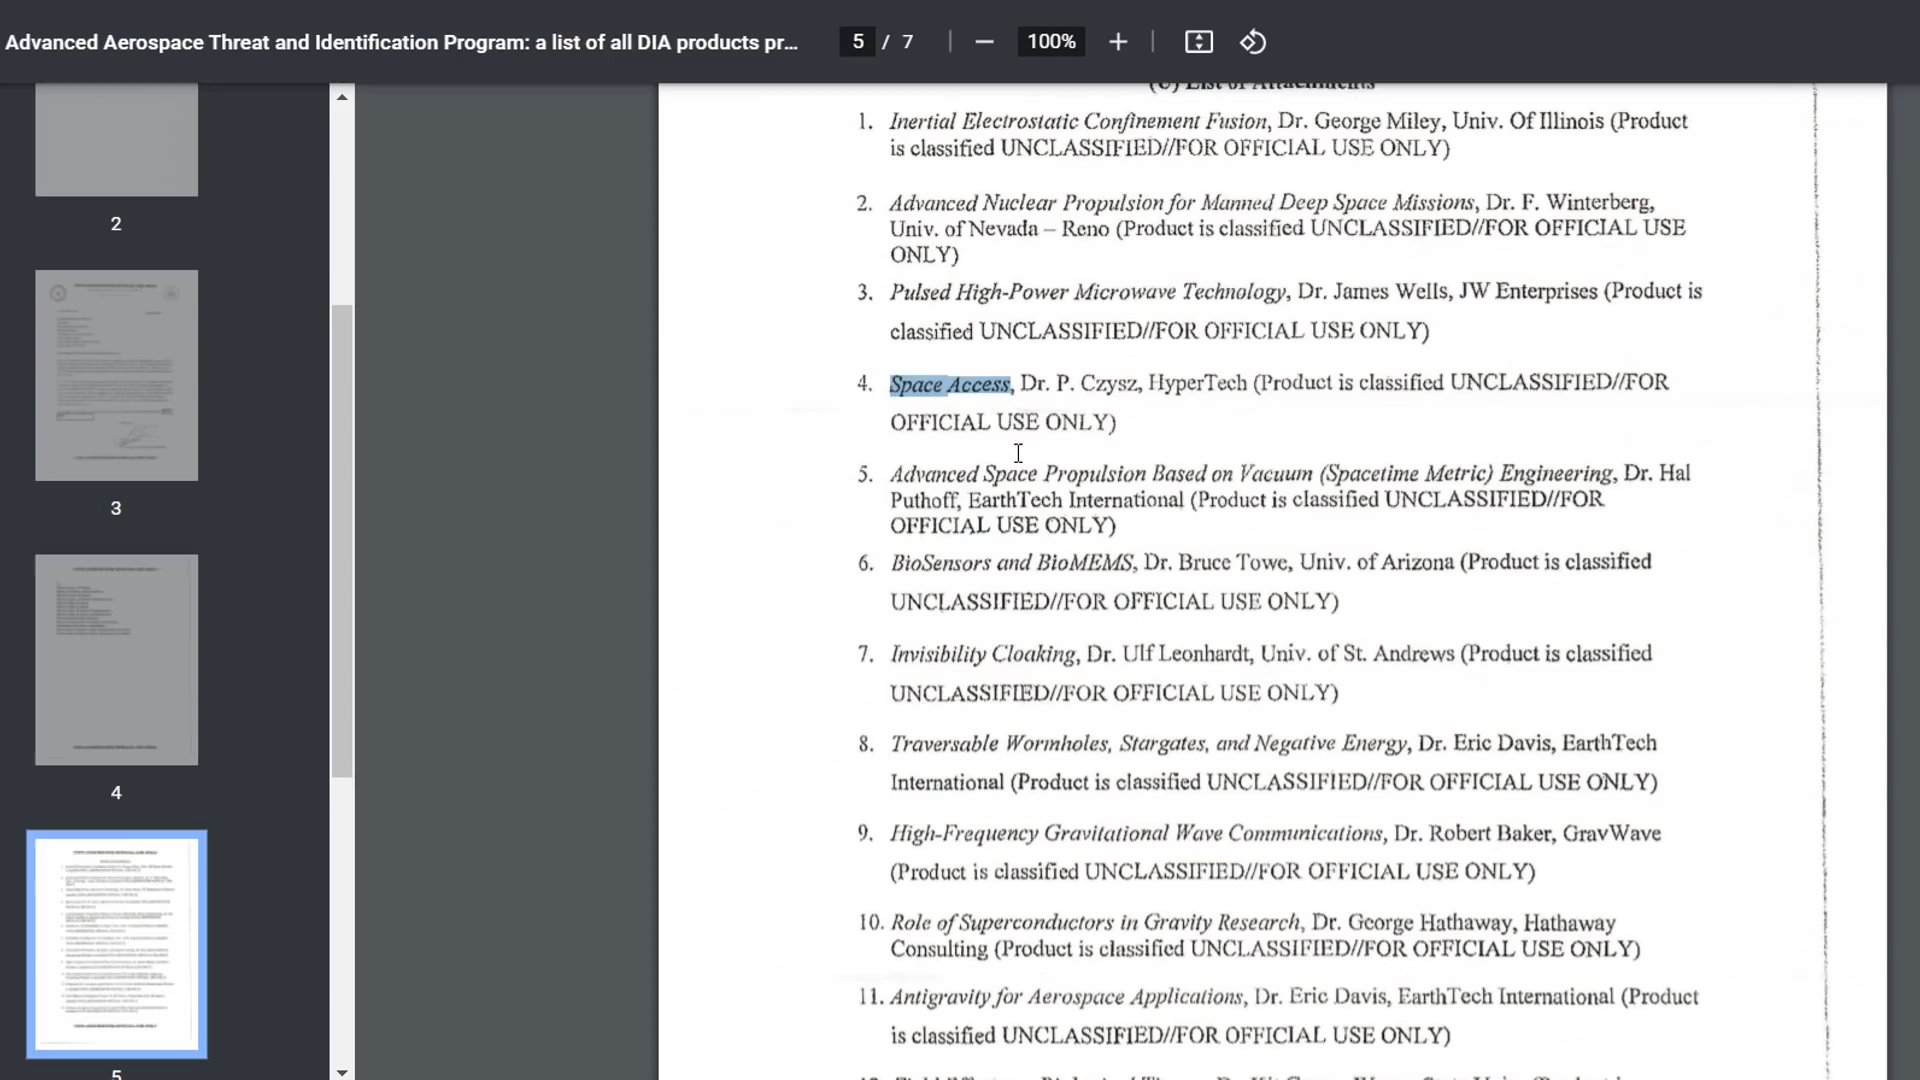 Advanced Aerospace Threat and Identification Program: a list of all DIA products pr...
5 / 7
100%
2
3
4
5
(U) List of Attachments
1. Inertial Electrostatic Confinement Fusion, Dr. George Miley, Univ. Of Illinois (Product
is classified UNCLASSIFIED//FOR OFFICIAL USE ONLY)
2. Advanced Nuclear Propulsion for Manned Deep Space Missions, Dr. F. Winterberg,
Univ. of Nevada – Reno (Product is classified UNCLASSIFIED//FOR OFFICIAL USE
ONLY)
3. Pulsed High-Power Microwave Technology, Dr. James Wells, JW Enterprises (Product is
classified UNCLASSIFIED//FOR OFFICIAL USE ONLY)
4. Space Access, Dr. P. Czysz, HyperTech (Product is classified UNCLASSIFIED//FOR
OFFICIAL USE ONLY)
5. Advanced Space Propulsion Based on Vacuum (Spacetime Metric) Engineering, Dr. Hal
Puthoff, EarthTech International (Product is classified UNCLASSIFIED//FOR
OFFICIAL USE ONLY)
6. BioSensors and BioMEMS, Dr. Bruce Towe, Univ. of Arizona (Product is classified
UNCLASSIFIED//FOR OFFICIAL USE ONLY)
7. Invisibility Cloaking, Dr. Ulf Leonhardt, Univ. of St. Andrews (Product is classified
UNCLASSIFIED//FOR OFFICIAL USE ONLY)
8. Traversable Wormholes, Stargates, and Negative Energy, Dr. Eric Davis, EarthTech
International (Product is classified UNCLASSIFIED//FOR OFFICIAL USE ONLY)
9. High-Frequency Gravitational Wave Communications, Dr. Robert Baker, GravWave
(Product is classified UNCLASSIFIED//FOR OFFICIAL USE ONLY)
10. Role of Superconductors in Gravity Research, Dr. George Hathaway, Hathaway
Consulting (Product is classified UNCLASSIFIED//FOR OFFICIAL USE ONLY)
11. Antigravity for Aerospace Applications, Dr. Eric Davis, EarthTech International (Product
is classified UNCLASSIFIED//FOR OFFICIAL USE ONLY)